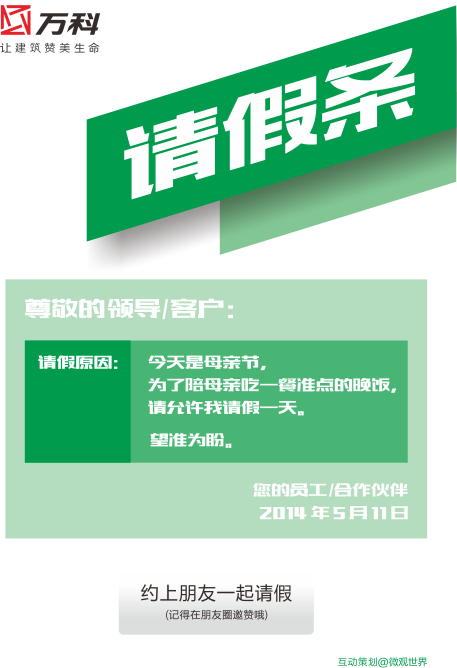 万科
让建筑赞美生命
请假条
尊敬的领导/客户：
请假原因：
今天是母亲节，
为了陪母亲吃一餐准点的晚饭，
请允许我请假一天。
望准为盼。
您的员工/合作伙伴
2014 年 5 月 11 日
约上朋友一起请假
(记得在朋友圈邀赞哦)
互动策划@微观世界